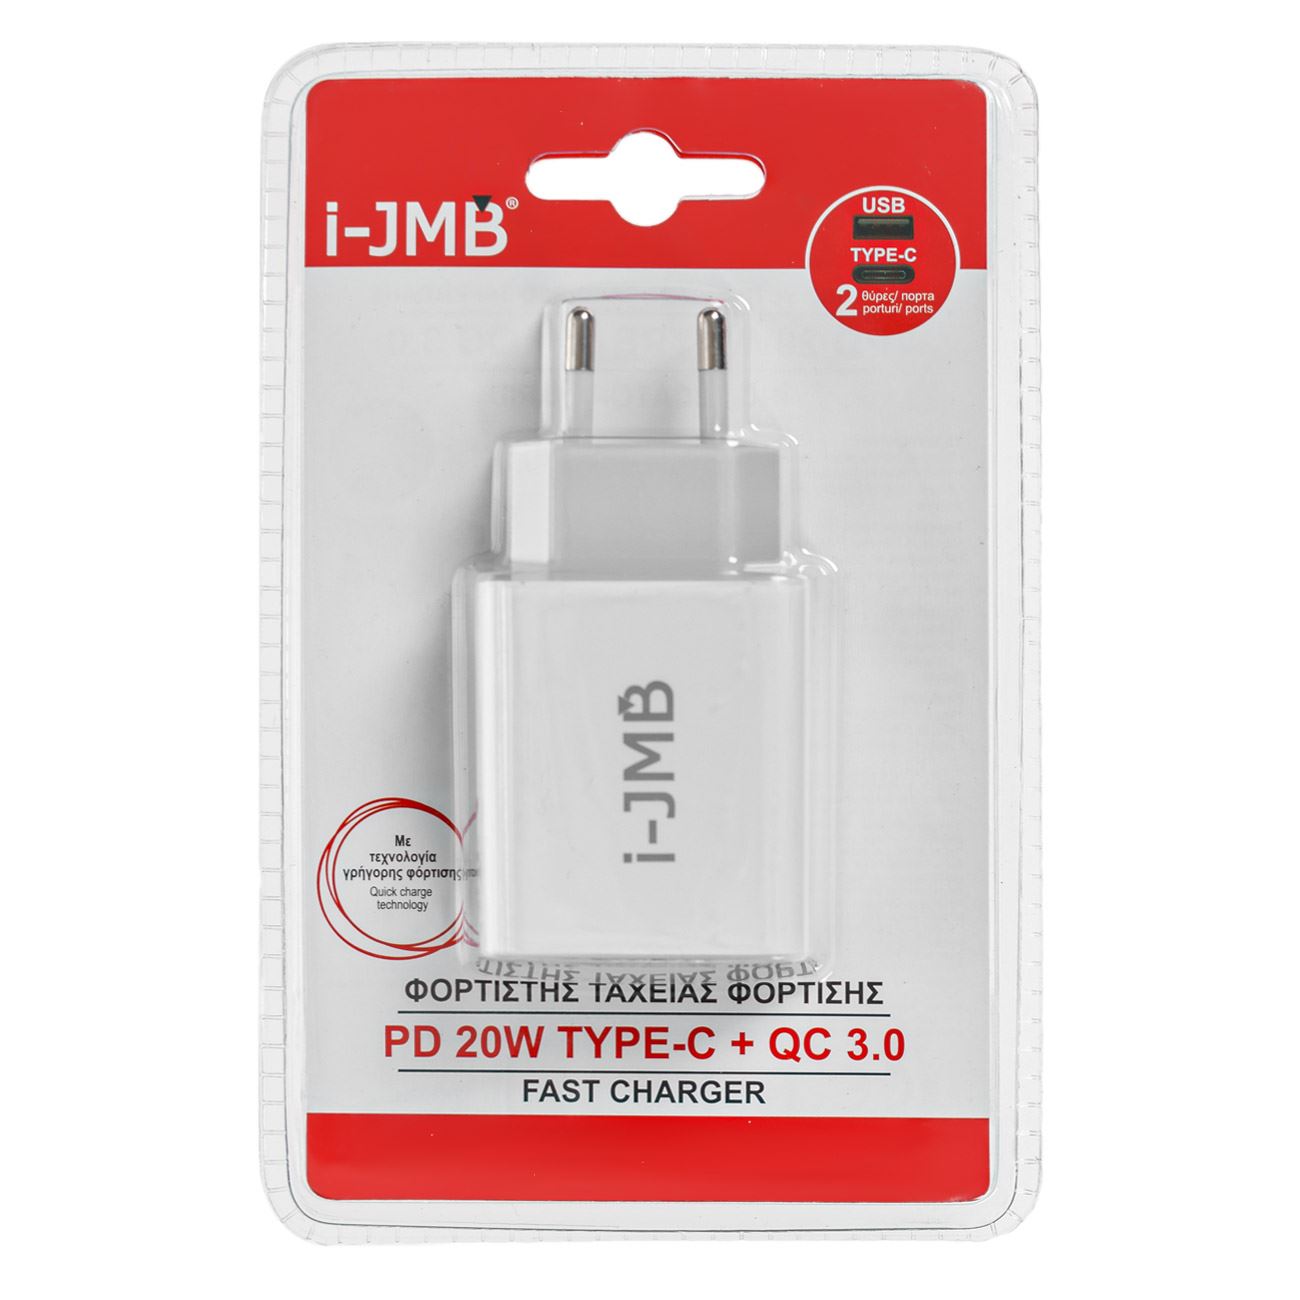 i-JMB®
USB
TYPE-C
2 θύρες/ πορτα
porturi/ ports
i-JMB
Με
τεχνολογία
γρήγορης φόρτισης
Quick charge
technology
ΦΟΡΤΙΣΤΗΣ ΤΑΧΕΙΑΣ ΦΟΡΤΙΣΗΣ
PD 20W TYPE-C + QC 3.0
FAST CHARGER